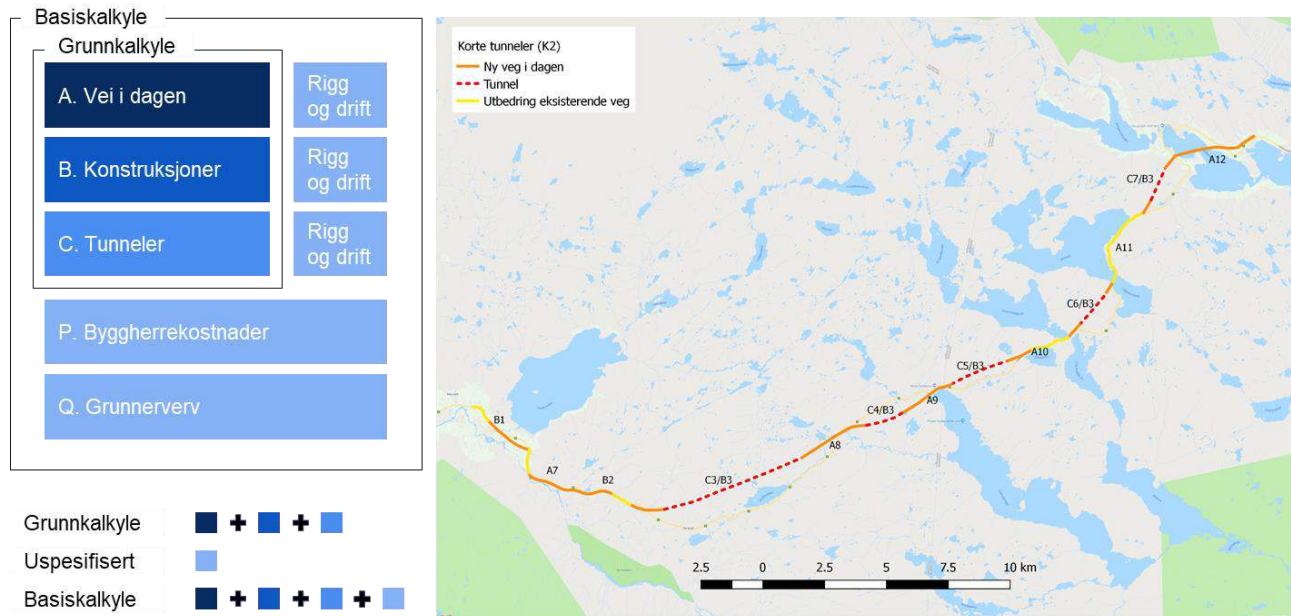 Basiskalkyle
Grunnkalkyle
A. Vei i dagen
Rigg
og drift
B. Konstruksjoner
Rigg
og drift
C. Tunneler
Rigg
og drift
P. Byggherrekostnader
Q. Grunnerverv
Grunnkalkyle
Uspesifisert
Basiskalkyle
Korte tunneler (K2)
Ny veg i dagen
Tunnel
Utbedring eksisterende veg
A12
C7/B3
A11
C6/B3
A10
C5/B3
A9
C4/B3
A8
B1
A7
B2
C3/B3
2.5 0 2.5 5 7.5 10 km